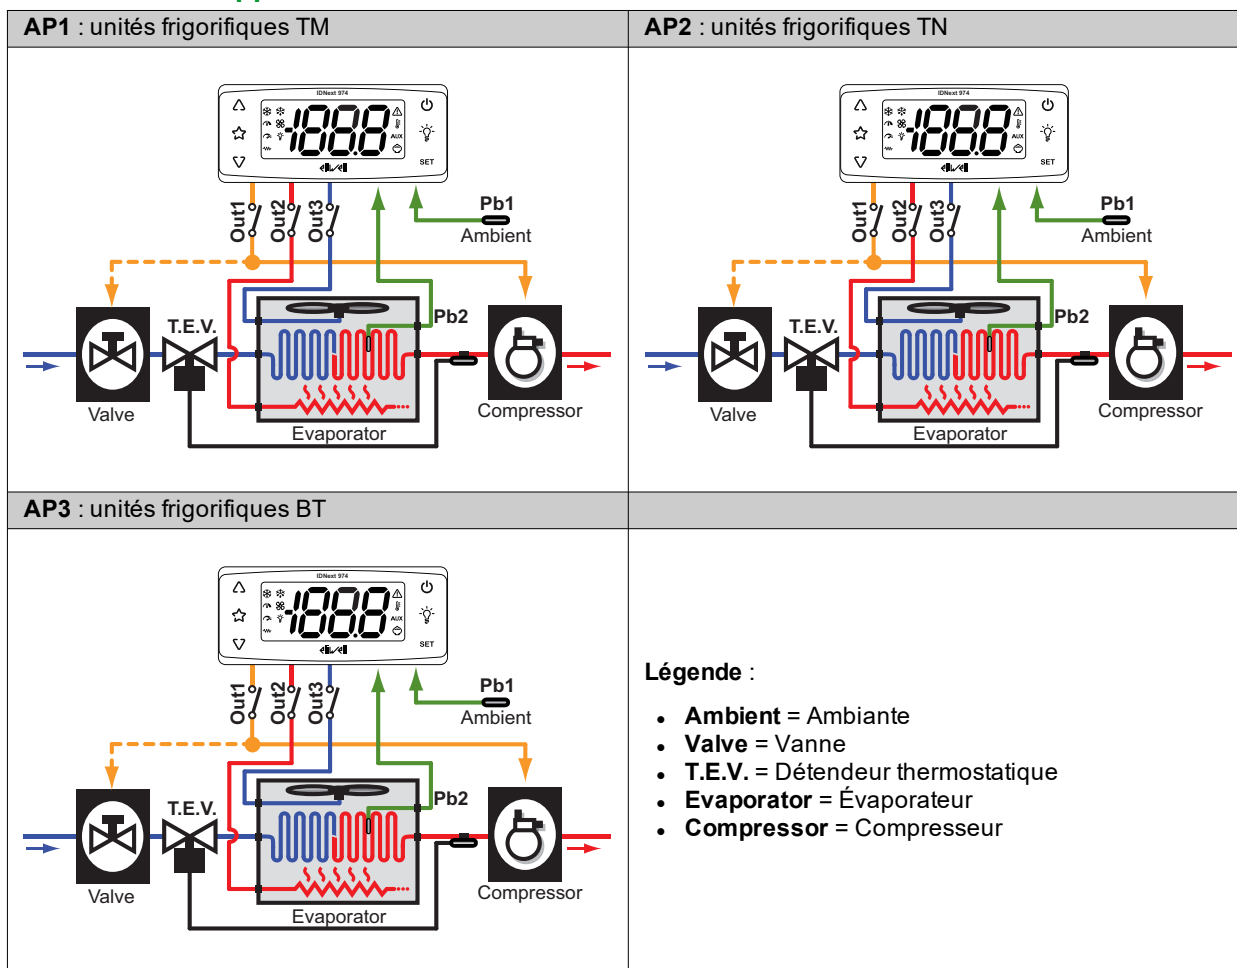 AP1 : unités frigorifiques TM
AP2 : unités frigorifiques TN
IDNext 974
188.8
AUX
SET
eliwell
Out1
Out2
Out3
Pb1
Ambient
T.E.V.
Pb2
Valve
Evaporator
Compressor
IDNext 974
188.8
AUX
SET
eliwell
Out1
Out2
Out3
Pb1
Ambient
T.E.V.
Pb2
Valve
Evaporator
Compressor
AP3 : unités frigorifiques BT
IDNext 974
188.8
AUX
SET
eliwell
Out1
Out2
Out3
Pb1
Ambient
T.E.V.
Pb2
Valve
Evaporator
Compressor
Légende :
• Ambient = Ambiante
• Valve = Vanne
• T.E.V. = Détendeur thermostatique
• Evaporator = Évaporateur
• Compressor = Compresseur